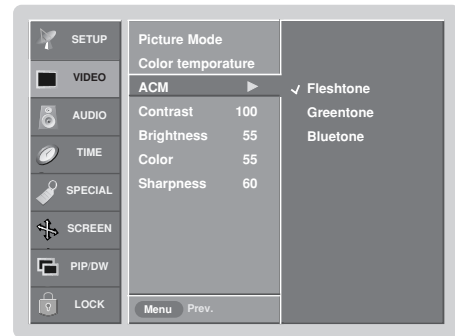 SETUP
VIDEO
AUDIO
TIME
SPECIAL
SCREEN
PIP/DW
LOCK
Picture Mode
Color temporature
ACM ▶
Contrast 100
Brightness 55
Color 55
Sharpness 60
Menu Prev.
✓ Fleshtone
Greentone
Bluetone